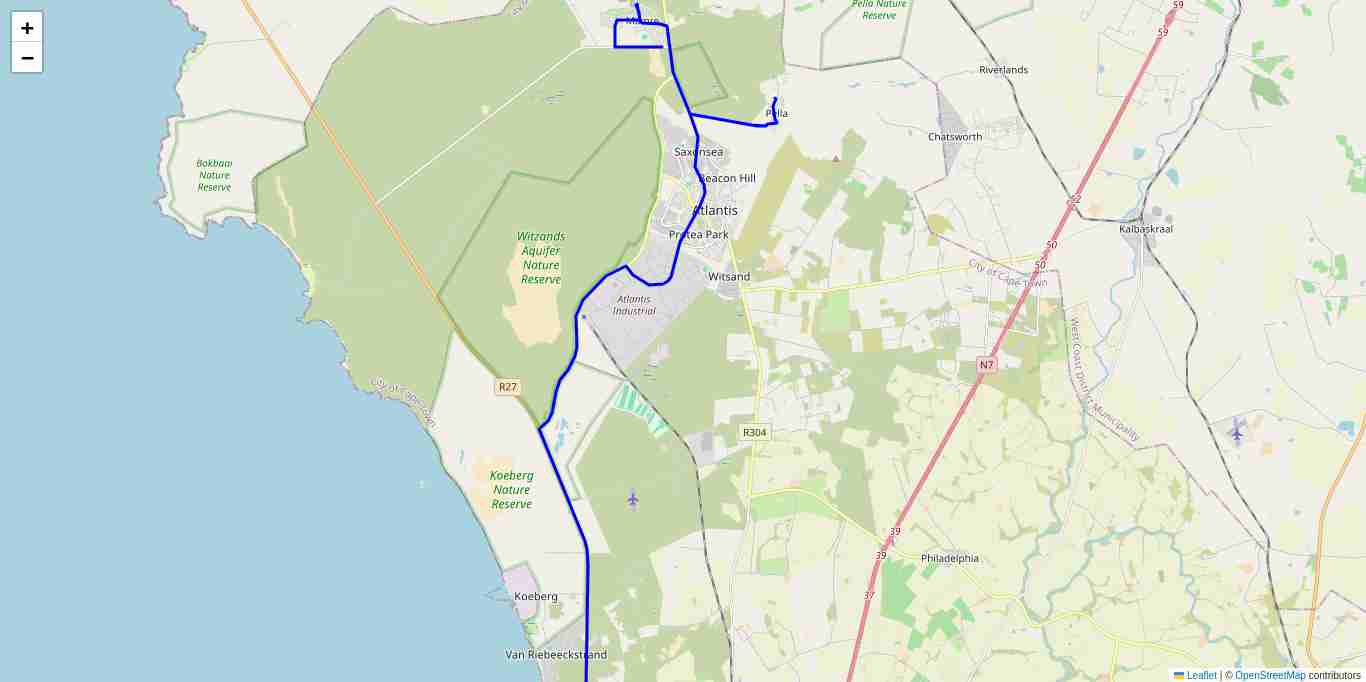 +
−
Mamre
Pella Nature
Reserve
59
59
Riverlands
Pella
Chatsworth
Saxonsea
Bokbaai
Nature
Reserve
Beacon Hill
52
Atlantis
Kalbaskraal
Protea Park
Witzands
Aquifer
Nature
Reserve
50
50
City of Cape Town
Witsand
Atlantis
Industrial
West Coast District Municipality
N7
R27
City of Cape Town
R304
Koeberg
Nature
Reserve
39
39
Philadelphia
37
Koeberg
Van Riebeeckstrand
Leaflet | © OpenStreetMap contributors